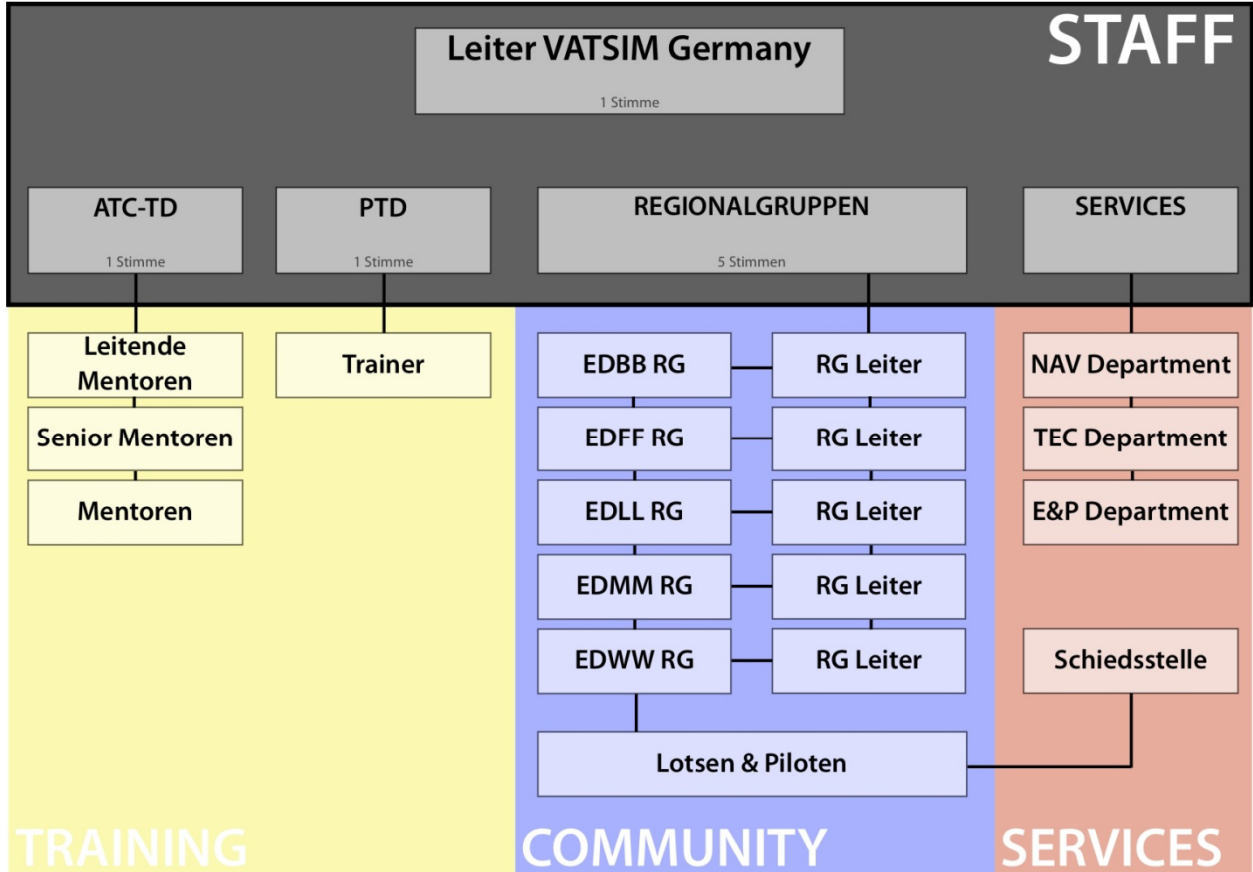 STAFF
Leiter VATSIM Germany
1 Stimme
ATC-TD
1 Stimme
PTD
1 Stimme
REGIONALGRUPPEN
5 Stimmen
SERVICES
Leitende
Mentoren
Senior Mentoren
Mentoren
Trainer
EDBB RG
RG Leiter
EDFF RG
RG Leiter
EDLL RG
RG Leiter
EDMM RG
RG Leiter
EDWW RG
RG Leiter
Lotsen & Piloten
NAV Department
TEC Department
E&P Department
Schiedsstelle
TRAINING
COMMUNITY
SERVICES